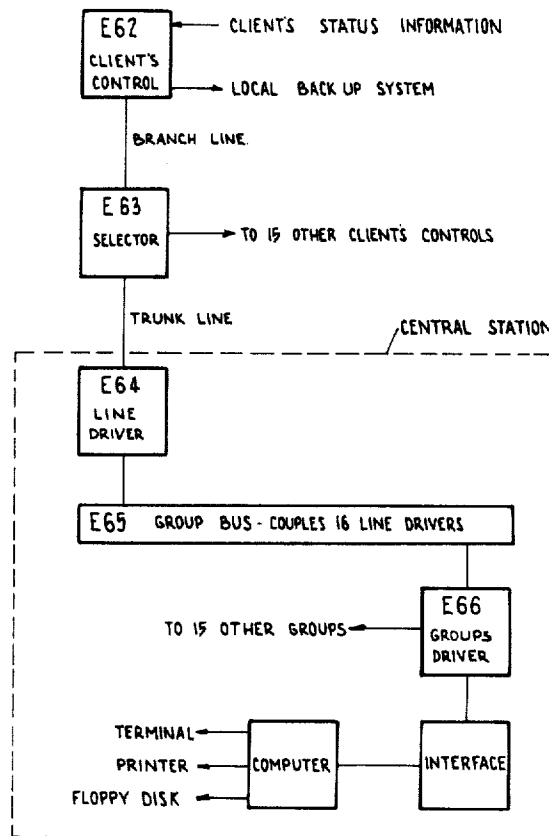 E62
CLIENT'S
CONTROL
CLIENT'S STATUS INFORMATION
LOCAL BACK UP SYSTEM
BRANCH LINE.
E63
SELECTOR
TO 15 OTHER CLIENT'S CONTROLS
TRUNK LINE
CENTRAL STATION
E64
LINE
DRIVER
E65 GROUP BUS - COUPLES 16 LINE DRIVERS
E66
GROUPS
DRIVER
TO 15 OTHER GROUPS
TERMINAL
PRINTER
FLOPPY DISK
COMPUTER
INTERFACE